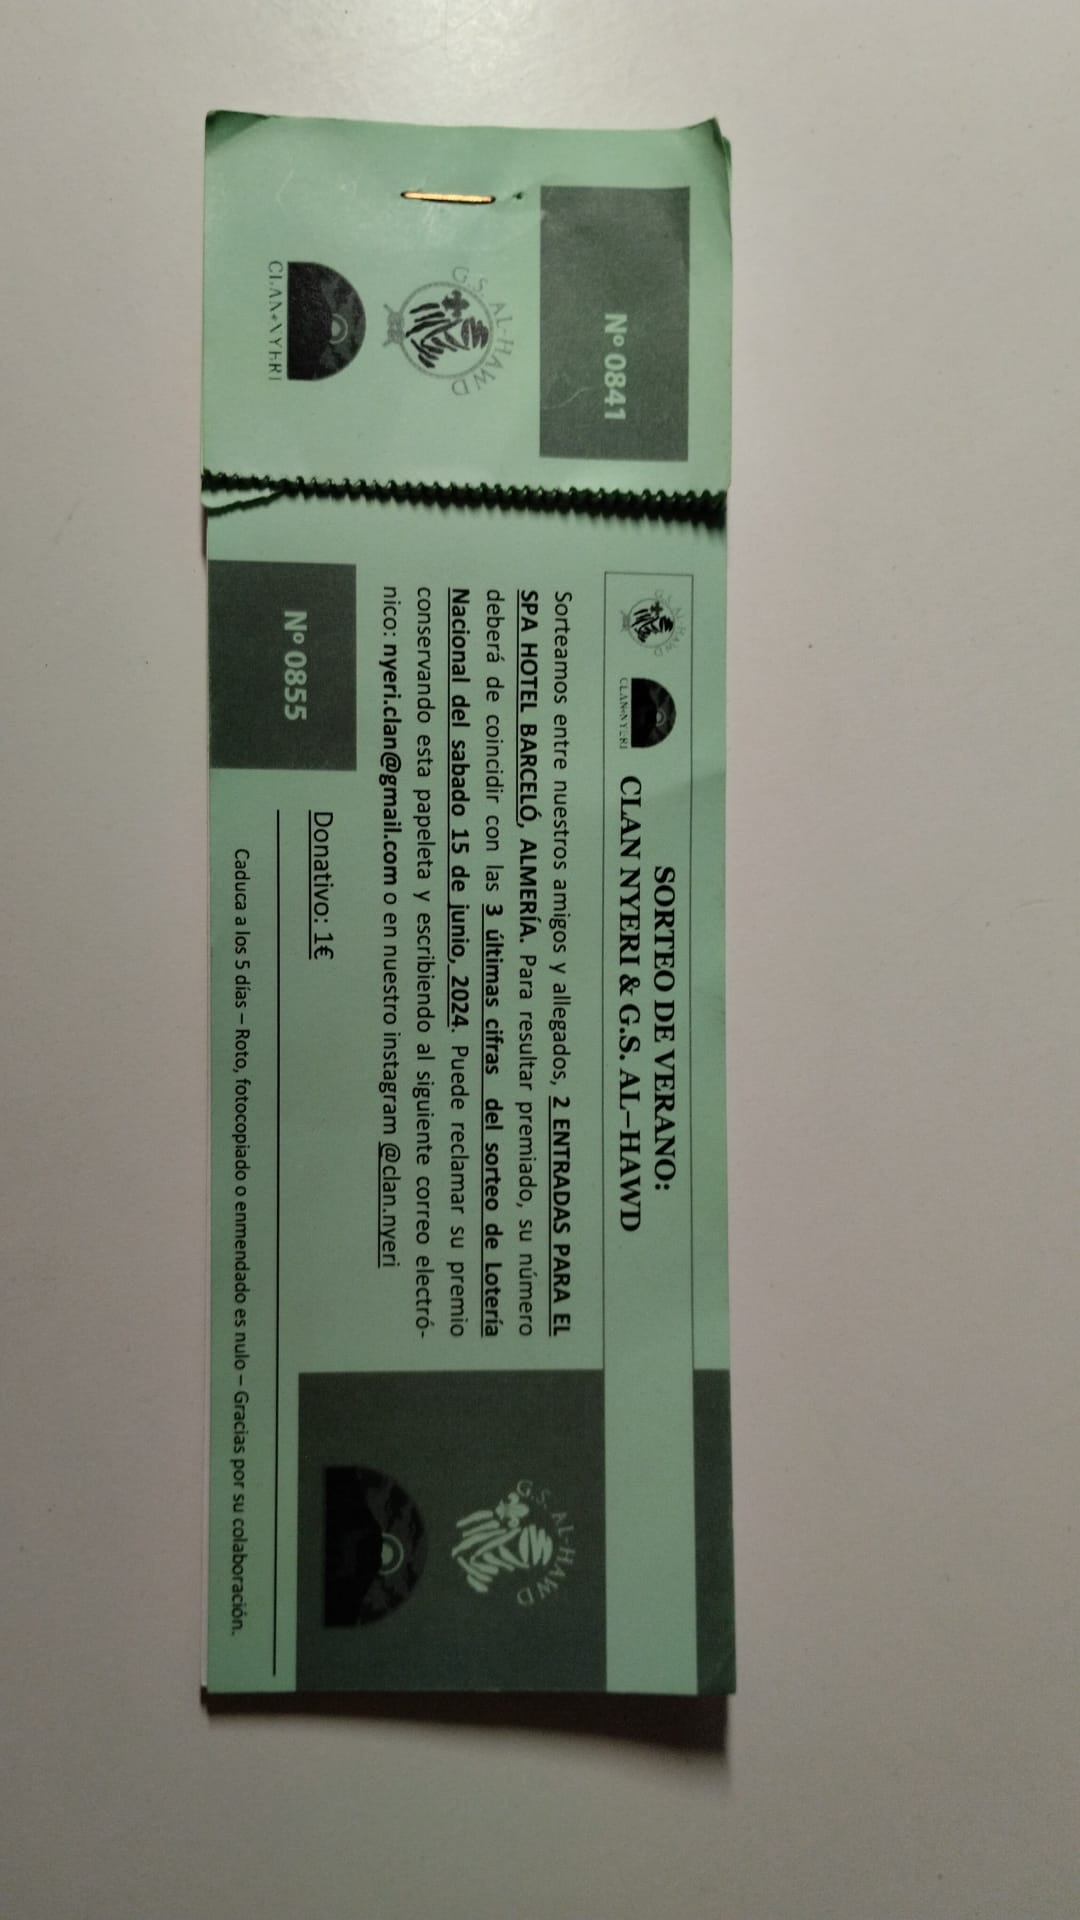 Nº 0841
G.S. AL-HAWD
CLAN NYERI
G.S. AL-HAWD
CLAN NYERI
SORTEO DE VERANO:
CLAN NYERI & G.S. AL–HAWD
Sorteamos entre nuestros amigos y allegados, 2 ENTRADAS PARA EL
SPA HOTEL BARCELÓ, ALMERÍA. Para resultar premiado, su número
deberá de coincidir con las 3 últimas cifras del sorteo de Lotería
Nacional del sabado 15 de junio, 2024. Puede reclamar su premio
conservando esta papeleta y escribiendo al siguiente correo electró-
nico: nyeri.clan@gmail.com o en nuestro instagram @clan.nyeri
Nº 0855
Donativo: 1€
Caduca a los 5 días – Roto, fotocopiado o enmendado es nulo – Gracias por su colaboración.
G.S. AL-HAWD